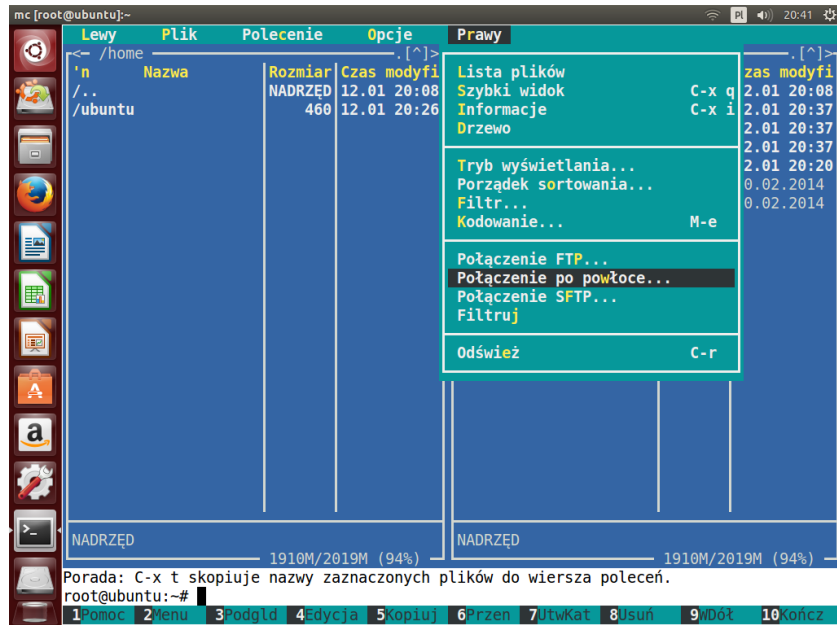 mc [root@ubuntu]:~
Pl
20:41
Lewy Plik Polecenie Opcje Prawy
<- /home .[^]>
'n Nazwa Rozmiar Czas modyfi
/.. NADRZĘD 12.01 20:08
/ubuntu 460 12.01 20:26
Lista plików
Szybki widok C-x q
Informacje C-x i
Drzewo
Tryb wyświetlania...
Porządek sortowania...
Filtr...
Kodowanie... M-e
Połączenie FTP...
Połączenie po powłoce...
Połączenie SFTP...
Filtruj
Odśwież C-r
.[^]>
zas modyfi
2.01 20:08
2.01 20:37
2.01 20:37
2.01 20:37
2.01 20:20
0.02.2014
0.02.2014
NADRZĘD
1910M/2019M (94%)
NADRZĘD
1910M/2019M (94%)
Porada: C-x t skopiuje nazwy zaznaczonych plików do wiersza poleceń.
root@ubuntu:~#
1Pomoc 2Menu 3Podgld 4Edycja 5Kopiuj 6Przen 7UtwKat 8Usuń 9WDół 10Kończ